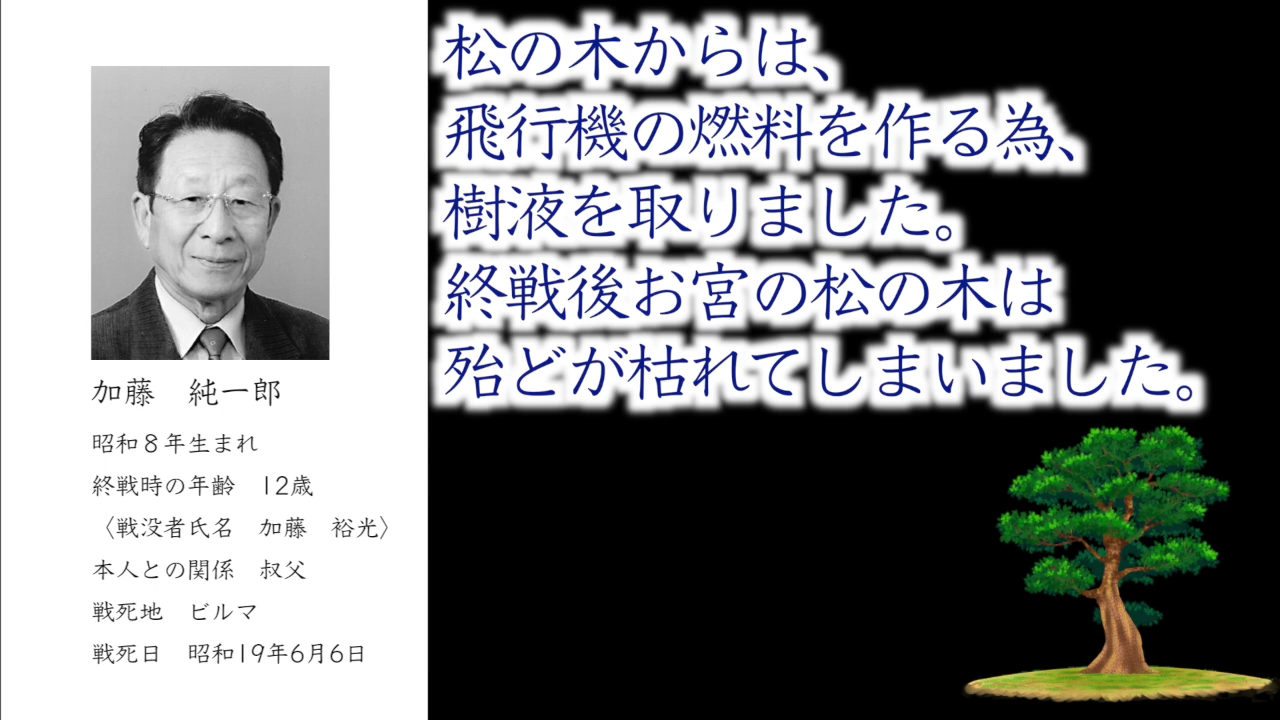 加藤　純一郎
昭和8年生まれ
終戦時の年齢　12歳
〈戦没者氏名　加藤　裕光〉
本人との関係　叔父
戦死地　ビルマ
戦死日　昭和19年6月6日
松の木からは、
飛行機の燃料を作る為、
樹液を取りました。
終戦後お宮の松の木は
殆どが枯れてしまいました。